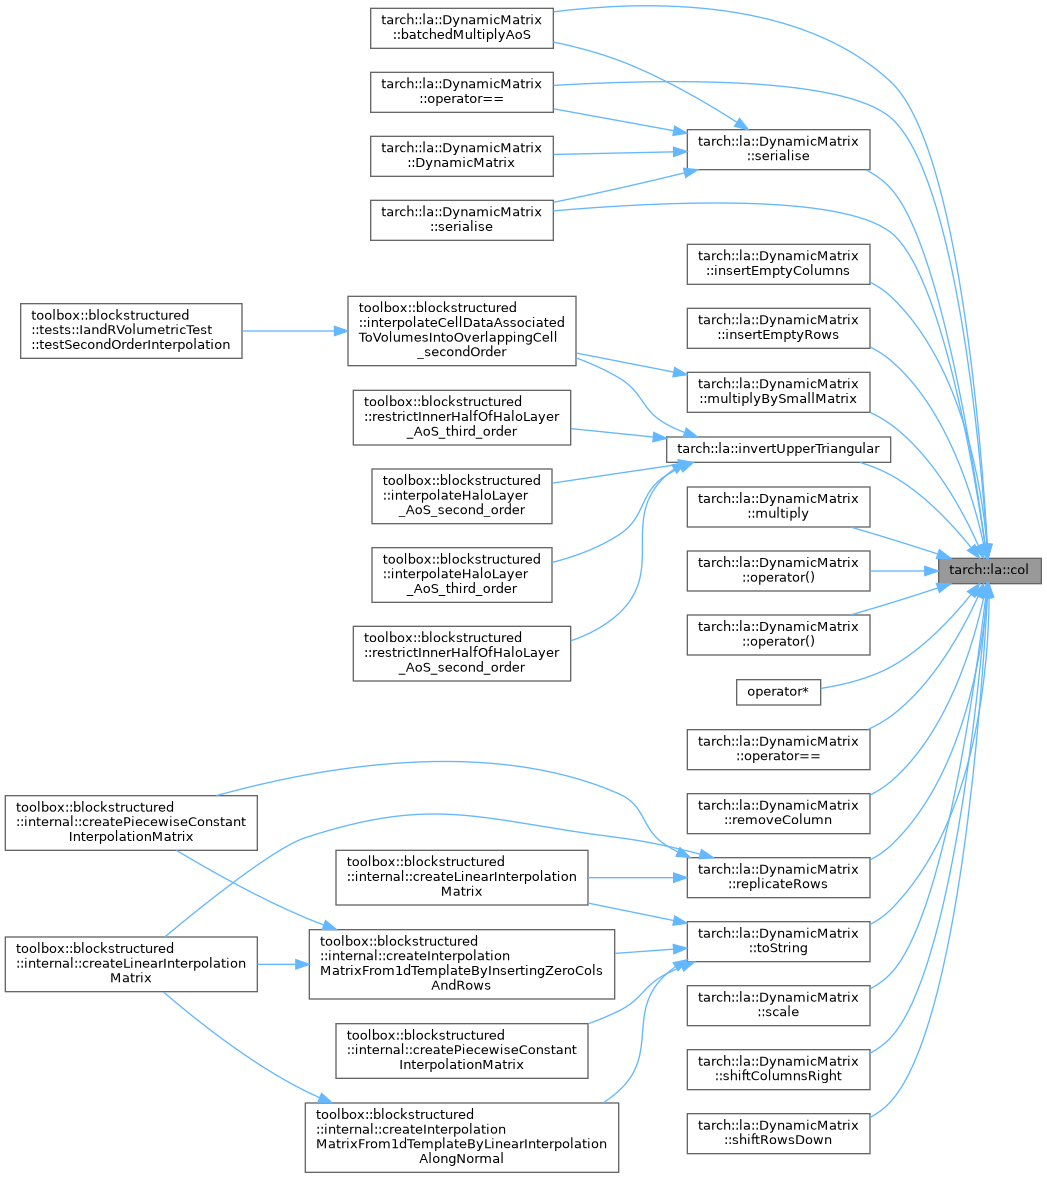 tarch::la::DynamicMatrix
::batchedMultiplyAoS
tarch::la::DynamicMatrix
::operator==
tarch::la::DynamicMatrix
::DynamicMatrix
tarch::la::DynamicMatrix
::serialise
tarch::la::DynamicMatrix
::serialise
tarch::la::DynamicMatrix
::insertEmptyColumns
toolbox::blockstructured
::tests::IandRVolumetricTest
::testSecondOrderInterpolation
toolbox::blockstructured
::interpolateCellDataAssociated
ToVolumesIntoOverlappingCell
_secondOrder
tarch::la::DynamicMatrix
::insertEmptyRows
tarch::la::DynamicMatrix
::multiplyBySmallMatrix
toolbox::blockstructured
::restrictInnerHalfOfHaloLayer
_AoS_third_order
tarch::la::invertUpperTriangular
toolbox::blockstructured
::interpolateHaloLayer
_AoS_second_order
tarch::la::DynamicMatrix
::multiply
toolbox::blockstructured
::interpolateHaloLayer
_AoS_third_order
tarch::la::DynamicMatrix
::operator()
tarch::la::col
tarch::la::DynamicMatrix
::operator()
toolbox::blockstructured
::restrictInnerHalfOfHaloLayer
_AoS_second_order
operator*
tarch::la::DynamicMatrix
::operator==
tarch::la::DynamicMatrix
::removeColumn
toolbox::blockstructured
::internal::createPiecewiseConstant
InterpolationMatrix
toolbox::blockstructured
::internal::createLinearInterpolation
Matrix
tarch::la::DynamicMatrix
::replicateRows
toolbox::blockstructured
::internal::createLinearInterpolation
Matrix
toolbox::blockstructured
::internal::createInterpolation
MatrixFrom1dTemplateByInsertingZeroCols
AndRows
tarch::la::DynamicMatrix
::toString
tarch::la::DynamicMatrix
::scale
toolbox::blockstructured
::internal::createPiecewiseConstant
InterpolationMatrix
tarch::la::DynamicMatrix
::shiftColumnsRight
toolbox::blockstructured
::internal::createInterpolation
MatrixFrom1dTemplateByLinearInterpolation
AlongNormal
tarch::la::DynamicMatrix
::shiftRowsDown